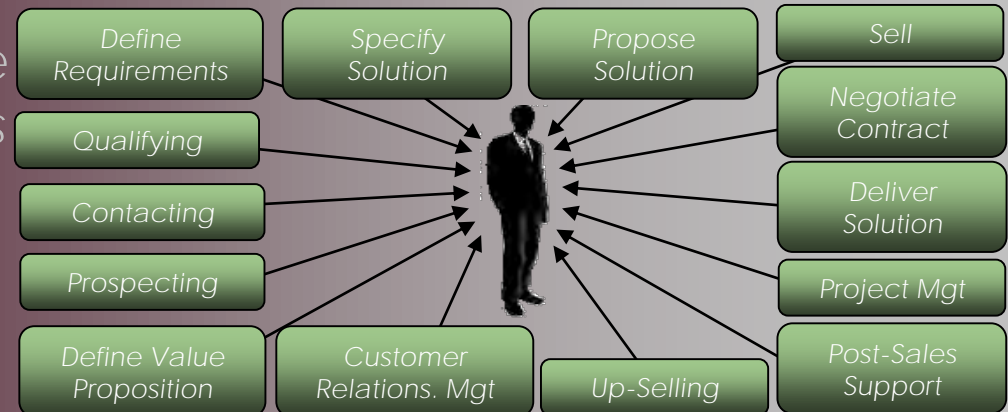 Define
Requirements
Specify
Solution
Propose
Solution
Sell
Negotiate
Contract
Qualifying
Contacting
Deliver
Solution
Prospecting
Project Mgt
Define Value
Proposition
Customer
Relations. Mgt
Up-Selling
Post-Sales
Support